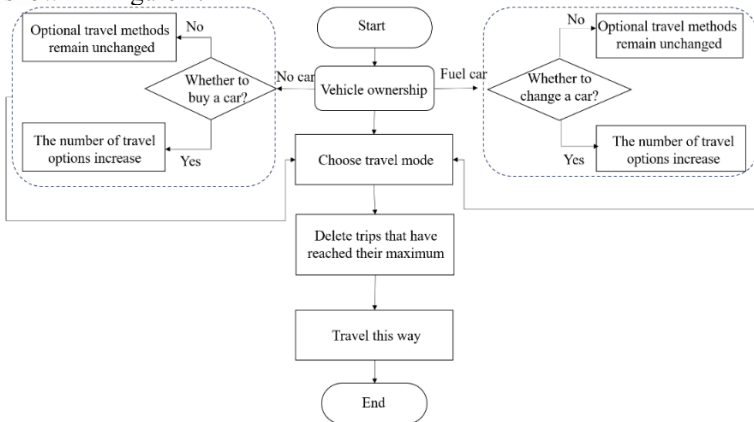 Start
Optional travel methods
remain unchanged
No
No
Optional travel methods
remain unchanged
Whether to
buy a car?
No car
Vehicle ownership
Fuel car
Whether to
change a car?
The number of travel
options increase
Yes
Choose travel mode
Yes
The number of travel
options increase
Delete trips that have
reached their maximum
Travel this way
End